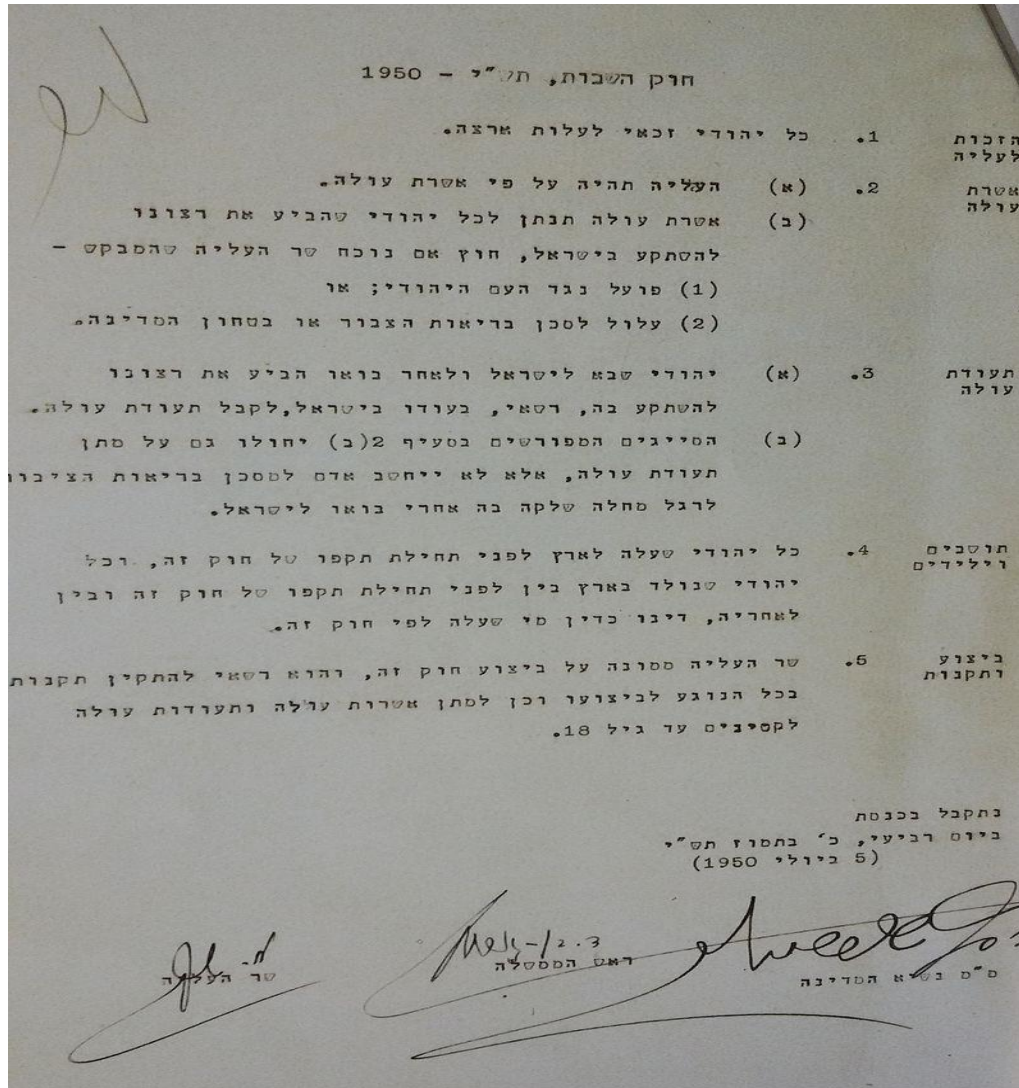 חוק השבות, תש"י - 1950
הזכות
לעליה
1. כל יהודי זכאי לעלות ארצה.
אשרת
עולה
2. (א) העליה תהיה על פי אשרת עולה.
(ב) אשרת עולה תנתן לכל יהודי שהביע את רצונו
להשתקע בישראל, חוץ אם נוכח שר העליה שהמבקש -
(1) פועל נגד העם היהודי; או
(2) עלול לסכן בריאות הצבור או בטחון המדינה.
תעודת
עולה
3. (א) יהודי שבא לישראל ולאחר בואו הביע את רצונו
להשתקע בה, רשאי, בעודו בישראל,לקבל תעודת עולה.
(ב) הסייגים המפורשים בסעיף 2(ב) יחולו גם על מתן
תעודת עולה, אלא לא ייחשב אדם למסכן בריאות הציבור
לרגל מחלה שלקה בה אחרי בואו לישראל.
תושבים
וילידים
4. כל יהודי שעלה לארץ לפני תחילת תקפו של חוק זה, וכל
יהודי שנולד בארץ בין לפני תחילת תקפו של חוק זה ובין
לאחריה, דינו כדין מי שעלה לפי חוק זה.
ביצוע
ותקנות
5. שר העליה ממונה על ביצוע חוק זה, והוא רשאי להתקין תקנות
בכל הנוגע לביצועו וכן למתן אשרות עולה ותעודות עולה
לקטינים עד גיל 18.
נתקבל בכנסת
ביום רביעי, כ' בתמוז תש"י
(5 ביולי 1950)
מ"מ נשיא המדינה
ראש הממשלה
שר העליה